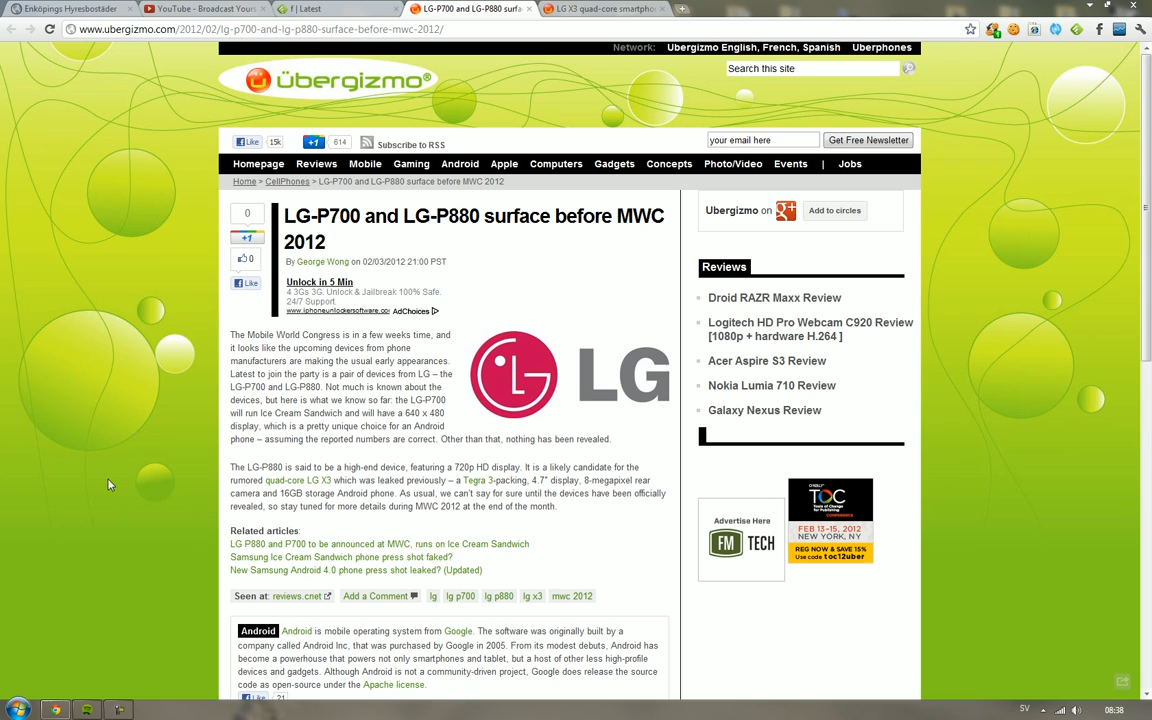 Enköpings Hyresbostäder
YouTube - Broadcast Yours
f | Latest
LG-P700 and LG-P880 surfa
LG X3 quad-core smartphon
www.ubergizmo.com/2012/02/lg-p700-and-lg-p880-surface-before-mwc-2012/
Network: Ubergizmo English, French, Spanish Uberphones
übergizmo®
Search this site
Like 15k +1 614 Subscribe to RSS
your email here Get Free Newsletter
Homepage Reviews Mobile Gaming Android Apple Computers Gadgets Concepts Photo/Video Events | Jobs
Home > CellPhones > LG-P700 and LG-P880 surface before MWC 2012
0
+1
0
Like
LG-P700 and LG-P880 surface before MWC
2012
By George Wong on 02/03/2012 21:00 PST
Unlock in 5 Min
4 3Gs 3G. Unlock & Jailbreak 100% Safe.
24/7 Support.
www.iphoneunlockersoftware.co AdChoices
The Mobile World Congress is in a few weeks time, and
it looks like the upcoming devices from phone
manufacturers are making the usual early appearances.
Latest to join the party is a pair of devices from LG – the
LG-P700 and LG-P880. Not much is known about the
devices, but here is what we know so far: the LG-P700
will run Ice Cream Sandwich and will have a 640 x 480
display, which is a pretty unique choice for an Android
phone – assuming the reported numbers are correct. Other than that, nothing has been revealed.
LG
The LG-P880 is said to be a high-end device, featuring a 720p HD display. It is a likely candidate for the
rumored quad-core LG X3 which was leaked previously – a Tegra 3-packing, 4.7" display, 8-megapixel rear
camera and 16GB storage Android phone. As usual, we can't say for sure until the devices have been officially
revealed, so stay tuned for more details during MWC 2012 at the end of the month.
Related articles:
LG P880 and P700 to be announced at MWC, runs on Ice Cream Sandwich
Samsung Ice Cream Sandwich phone press shot faked?
New Samsung Android 4.0 phone press shot leaked? (Updated)
Seen at: reviews.cnet Add a Comment lg lg p700 lg p880 lg x3 mwc 2012
Android Android is mobile operating system from Google. The software was originally built by a
company called Android Inc, that was purchased by Google in 2005. From its modest debuts, Android has
become a powerhouse that powers not only smartphones and tablet, but a host of other less high-profile
devices and gadgets. Although Android is not a community-driven project, Google does release the source
code as open-source under the Apache license.
Like 21
Ubergizmo on Add to circles
Reviews
Droid RAZR Maxx Review
Logitech HD Pro Webcam C920 Review
[1080p + hardware H.264 ]
Acer Aspire S3 Review
Nokia Lumia 710 Review
Galaxy Nexus Review
Advertise Here
FM TECH
O'REILLY
TOC
Tools of Change
for Publishing
CONFERENCE
FEB 13–15, 2012
NEW YORK, NY
REG NOW & SAVE 15%
Use code toc12uber
SV 08:38